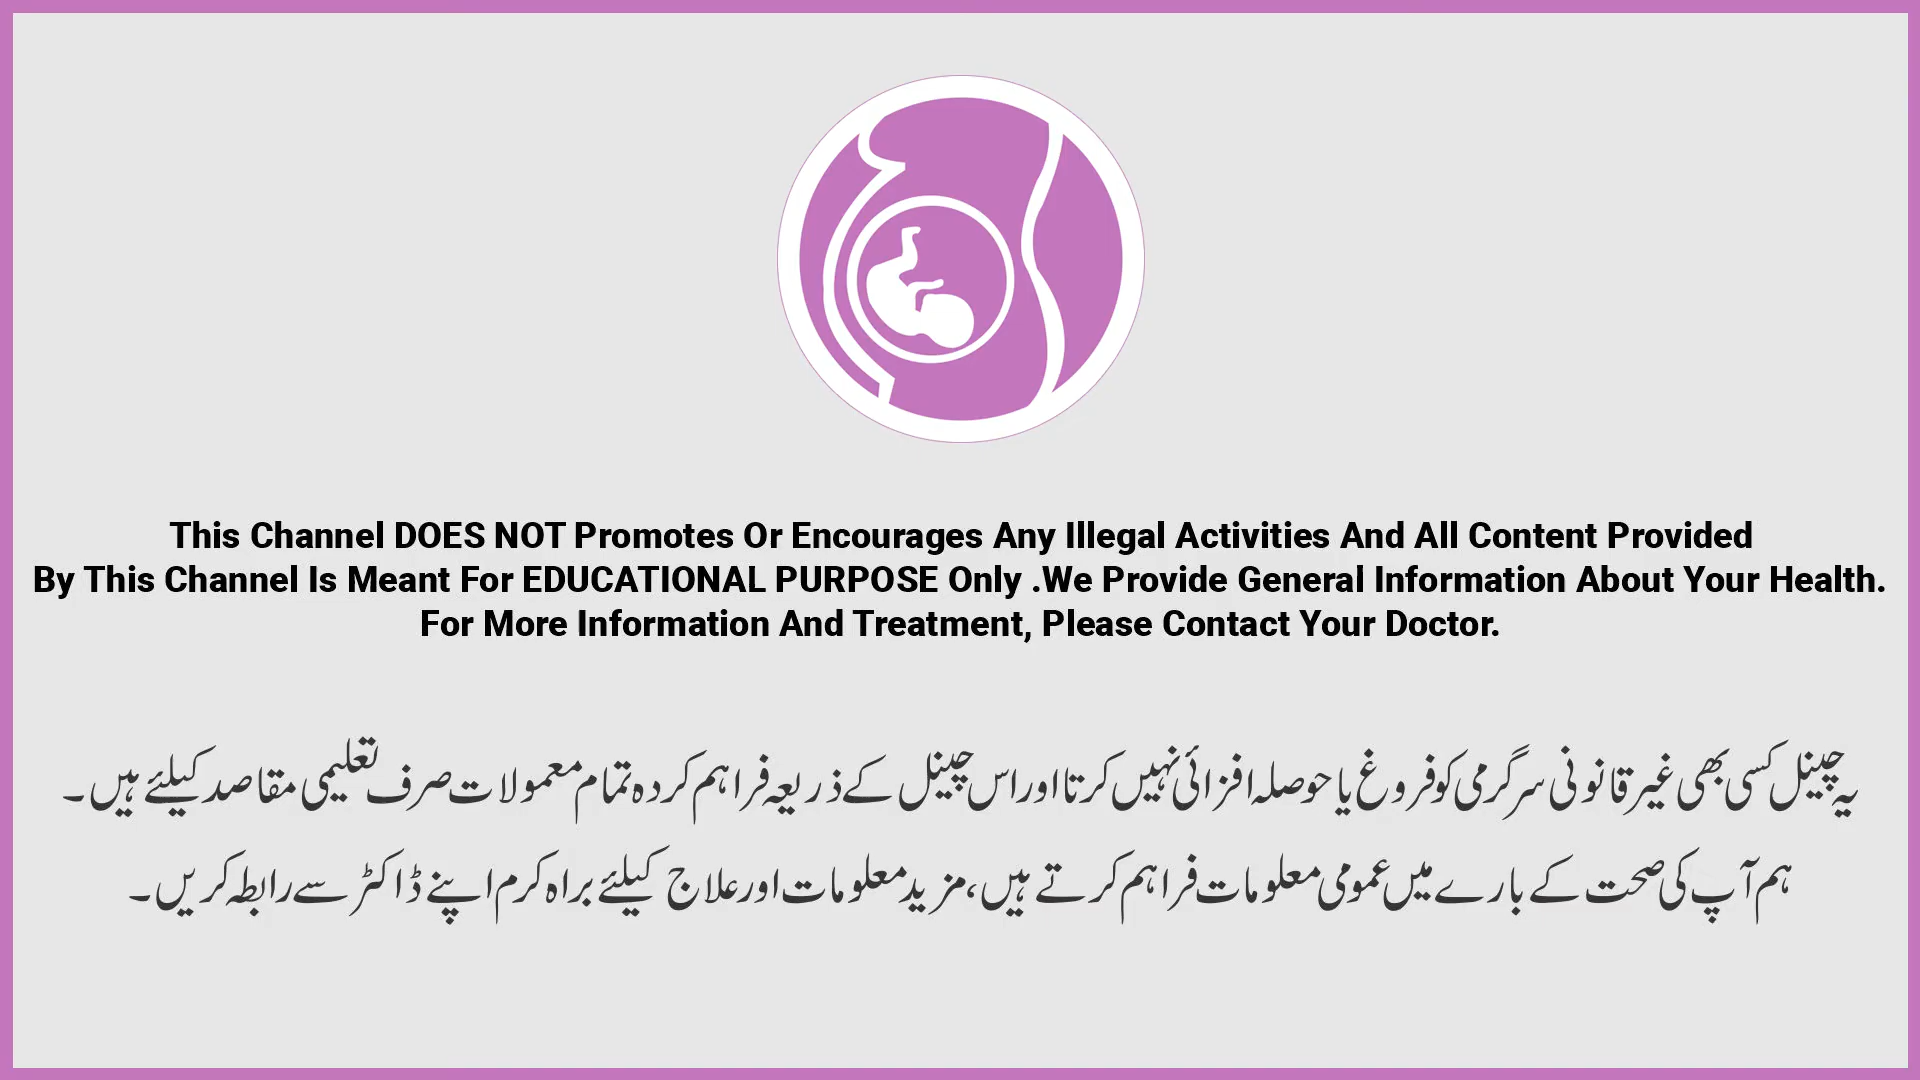 This Channel DOES NOT Promotes Or Encourages Any Illegal Activities And All Content Provided
By This Channel Is Meant For EDUCATIONAL PURPOSE Only .We Provide General Information About Your Health.
For More Information And Treatment, Please Contact Your Doctor.
یہ چینل کسی بھی غیر قانونی سرگرمی کو فروغ یا حوصلہ افزائی نہیں کرتا اور اس چینل کے ذریعہ فراہم کردہ تمام معمولات صرف تعلیمی مقاصد کیلئے ہیں۔
ہم آپ کی صحت کے بارے میں عمومی معلومات فراہم کرتے ہیں، مزید معلومات اور علاج کیلئے براہ کرم اپنے ڈاکٹر سے رابطہ کریں۔